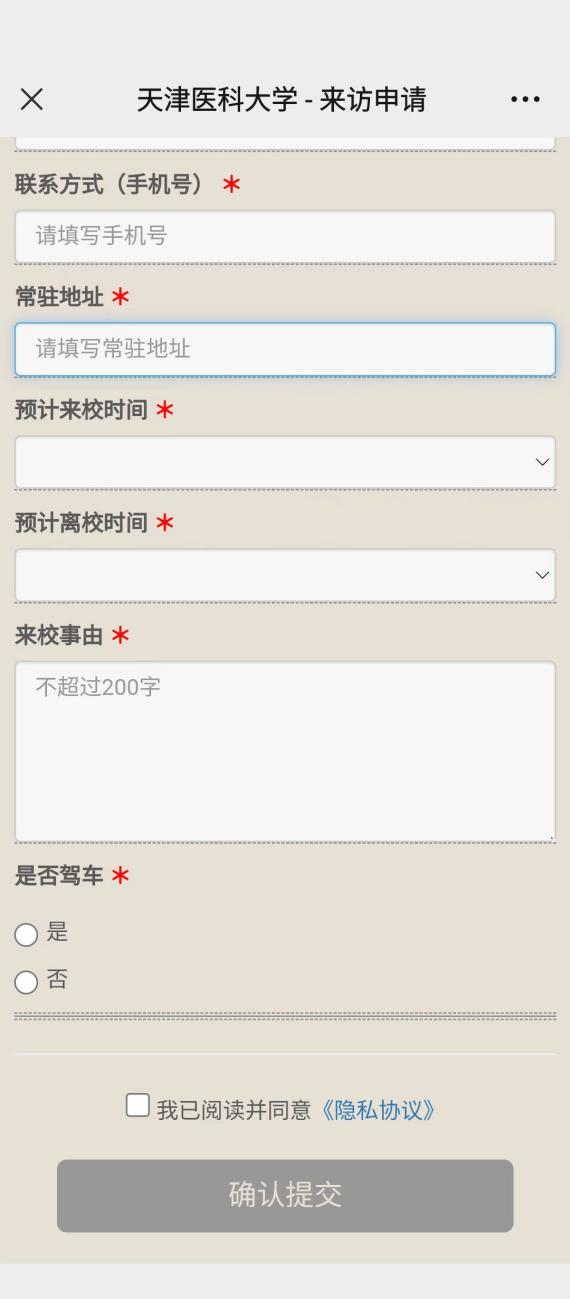 天津医科大学 - 来访申请
联系方式（手机号） *
请填写手机号
常驻地址 *
请填写常驻地址
预计来校时间 *
预计离校时间 *
来校事由 *
不超过200字
是否驾车 *
是
否
我已阅读并同意《隐私协议》
确认提交